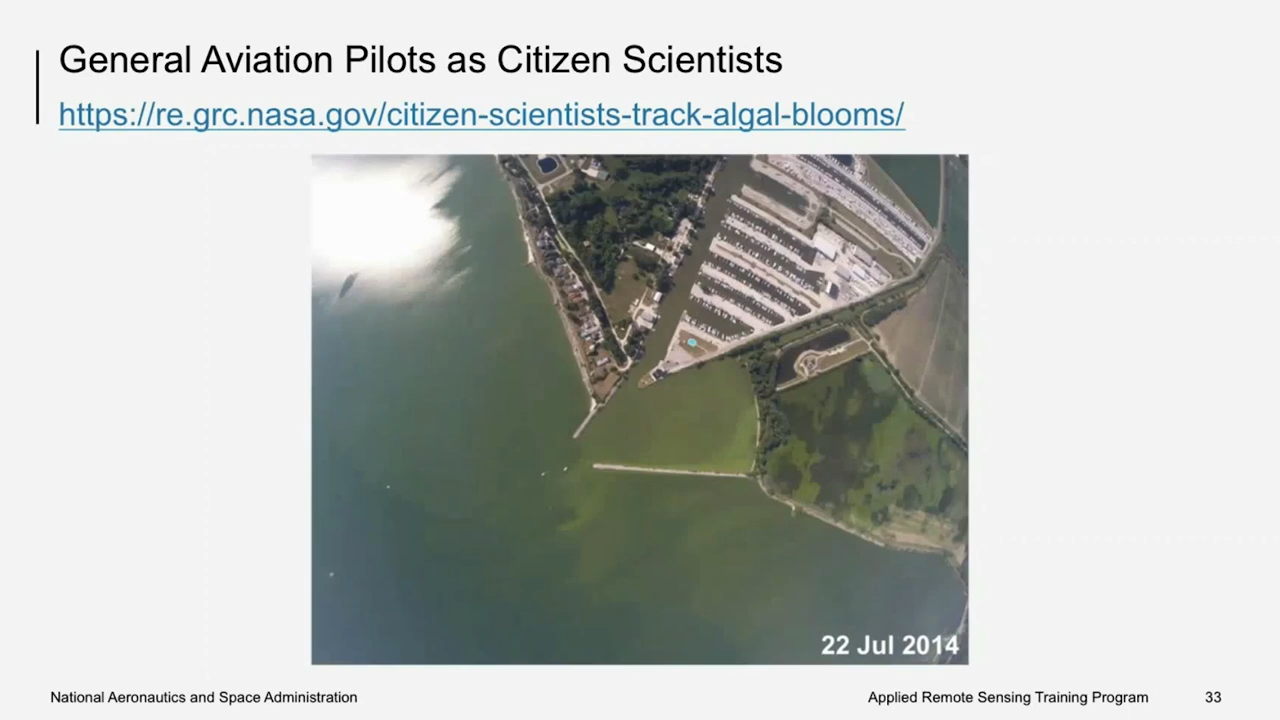 General Aviation Pilots as Citizen Scientists
https://re.grc.nasa.gov/citizen-scientists-track-algal-blooms/
22 Jul 2014
National Aeronautics and Space Administration
Applied Remote Sensing Training Program
33